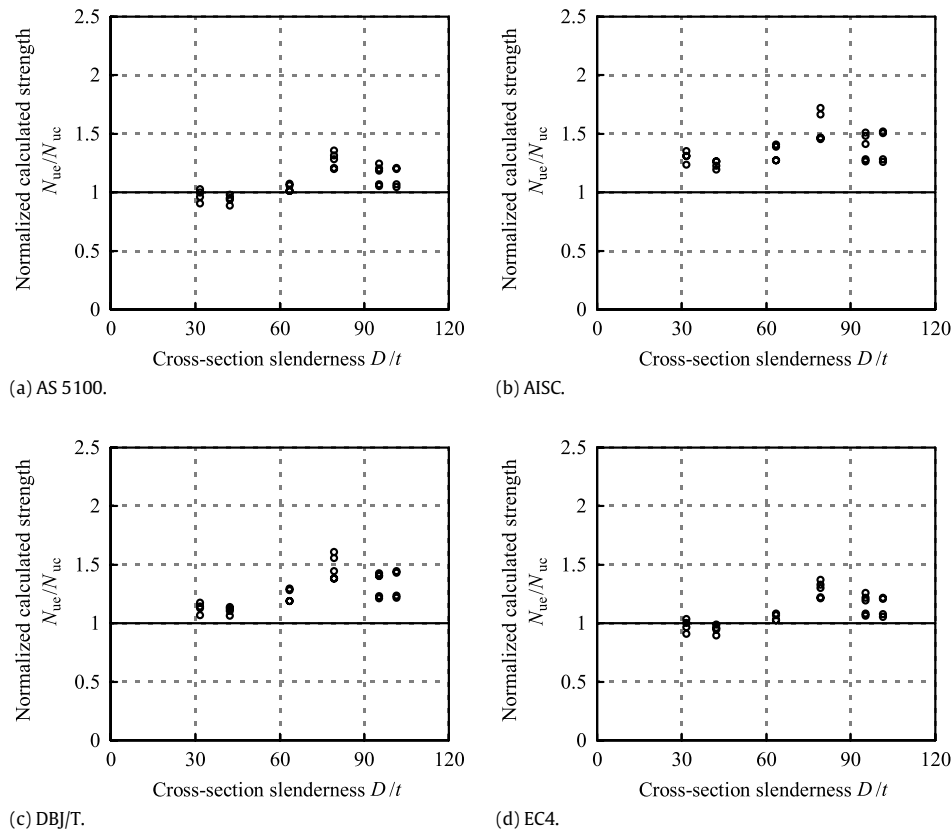 2.5
2
1.5
1
0.5
0
0 30 60 90 120
Normalized calculated strength
Nue/Nuc
Cross-section slenderness D/t
(a) AS 5100.
2.5
2
1.5
1
0.5
0
0 30 60 90 120
Normalized calculated strength
Nue/Nuc
Cross-section slenderness D/t
(b) AISC.
2.5
2
1.5
1
0.5
0
0 30 60 90 120
Normalized calculated strength
Nue/Nuc
Cross-section slenderness D/t
(c) DBJ/T.
2.5
2
1.5
1
0.5
0
0 30 60 90 120
Normalized calculated strength
Nue/Nuc
Cross-section slenderness D/t
(d) EC4.